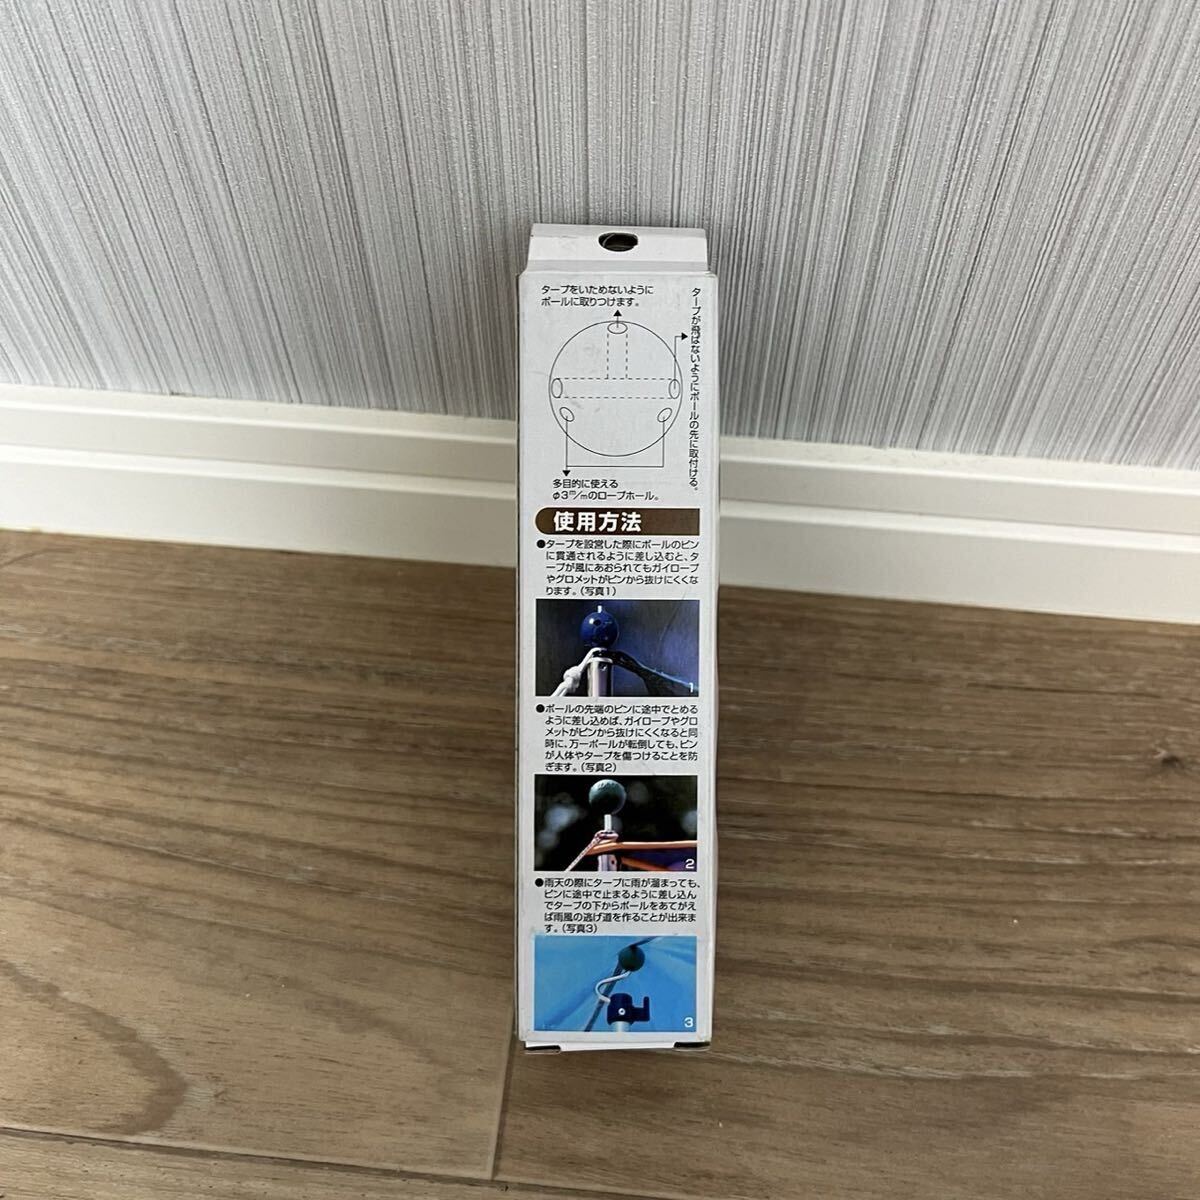 タープをいためないように
ポールに取りつけます。
タープが飛ばないようにポールの先に取付ける。
多目的に使える
φ3m/mのロープホール。
使用方法
●タープを設営した際にポールのピン
に貫通されるように差し込むと、タ
ープが風にあおられてもガイロープ
やグロメットがピンから抜けにくくな
ります。(写真1)
1
●ポールの先端のピンに途中でとめる
ように差し込めば、ガイロープやグロ
メットがピンから抜けにくくなると同
時に、万一ポールが転倒しても、ピン
が人体やタープを傷つけることを防
ぎます。(写真2)
2
●雨天の際にタープに雨が溜まっても、
ピンに途中で止まるように差し込ん
でタープの下からポールをあてがえ
ば雨風の逃げ道を作ることが出来ま
す。(写真3)
3